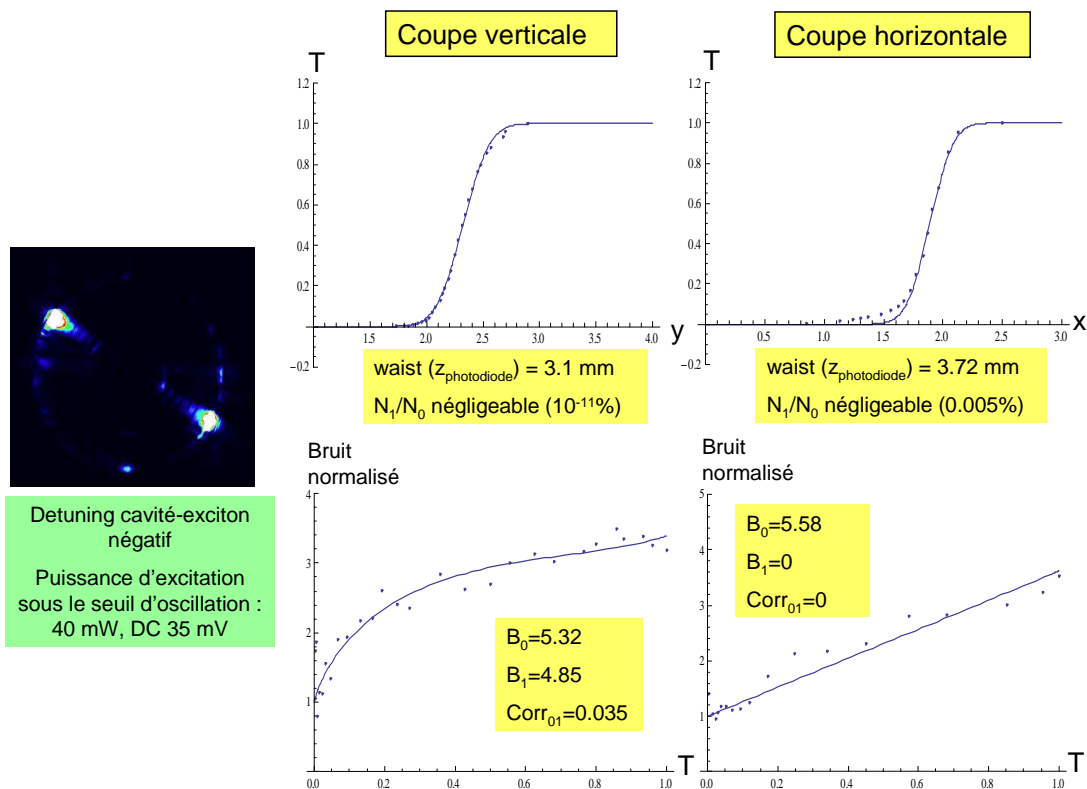 Coupe verticale
Coupe horizontale
T
1.2
1.0
0.8
0.6
0.4
0.2
-0.2
1.0
1.5
2.0
2.5
3.0
3.5
4.0
y
T
1.2
1.0
0.8
0.6
0.4
0.2
-0.2
0.5
1.0
1.5
2.0
2.5
3.0
x
waist (z_photodiode) = 3.1 mm
N₁/N₀ négligeable (10⁻¹¹%)
waist (z_photodiode) = 3.72 mm
N₁/N₀ négligeable (0.005%)
Detuning cavité-exciton
négatif
Puissance d'excitation
sous le seuil d'oscillation :
40 mW, DC 35 mV
Bruit
normalisé
4
3
2
1
0.0
0.2
0.4
0.6
0.8
1.0
T
B₀=5.32
B₁=4.85
Corr₀₁=0.035
Bruit
normalisé
5
4
3
2
1
0.0
0.2
0.4
0.6
0.8
1.0
T
B₀=5.58
B₁=0
Corr₀₁=0